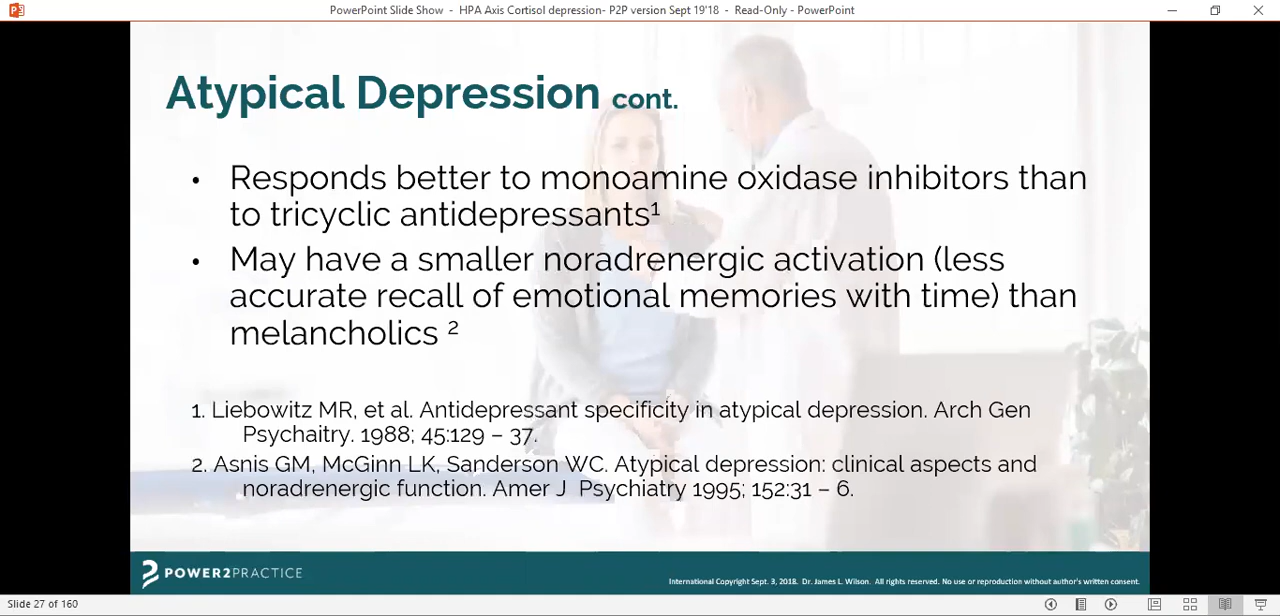 PowerPoint Slide Show - HPA Axis Cortisol depression- P2P version Sept 19'18 - Read-Only - PowerPoint
Atypical Depression cont.
• Responds better to monoamine oxidase inhibitors than
to tricyclic antidepressants¹
• May have a smaller noradrenergic activation (less
accurate recall of emotional memories with time) than
melancholics ²
1. Liebowitz MR, et al. Antidepressant specificity in atypical depression. Arch Gen
Psychaitry. 1988; 45:129 – 37.
2. Asnis GM, McGinn LK, Sanderson WC. Atypical depression: clinical aspects and
noradrenergic function. Amer J Psychiatry 1995; 152:31 – 6.
POWER2PRACTICE
International Copyright Sept. 3, 2018. Dr. James L. Wilson. All rights reserved. No use or reproduction without author's written consent.
Slide 27 of 160